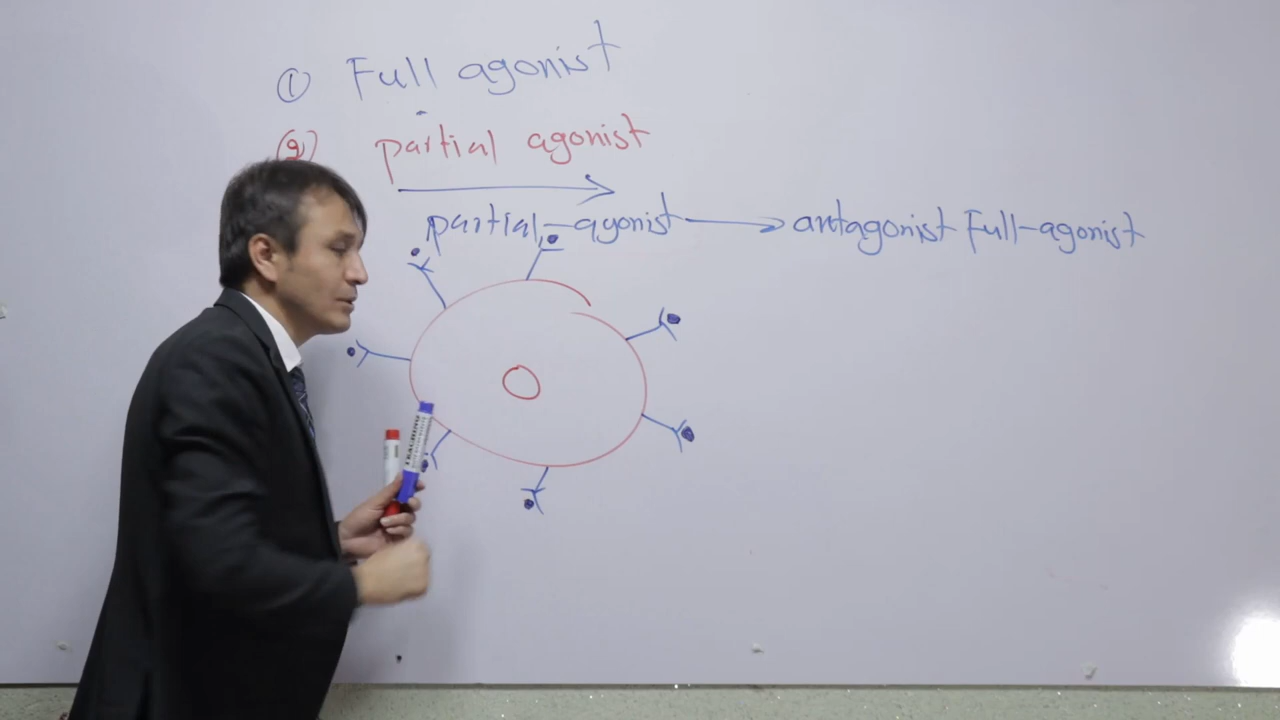 ① Full agonist
② partial agonist
partial-agonist → antagonist Full-agonist